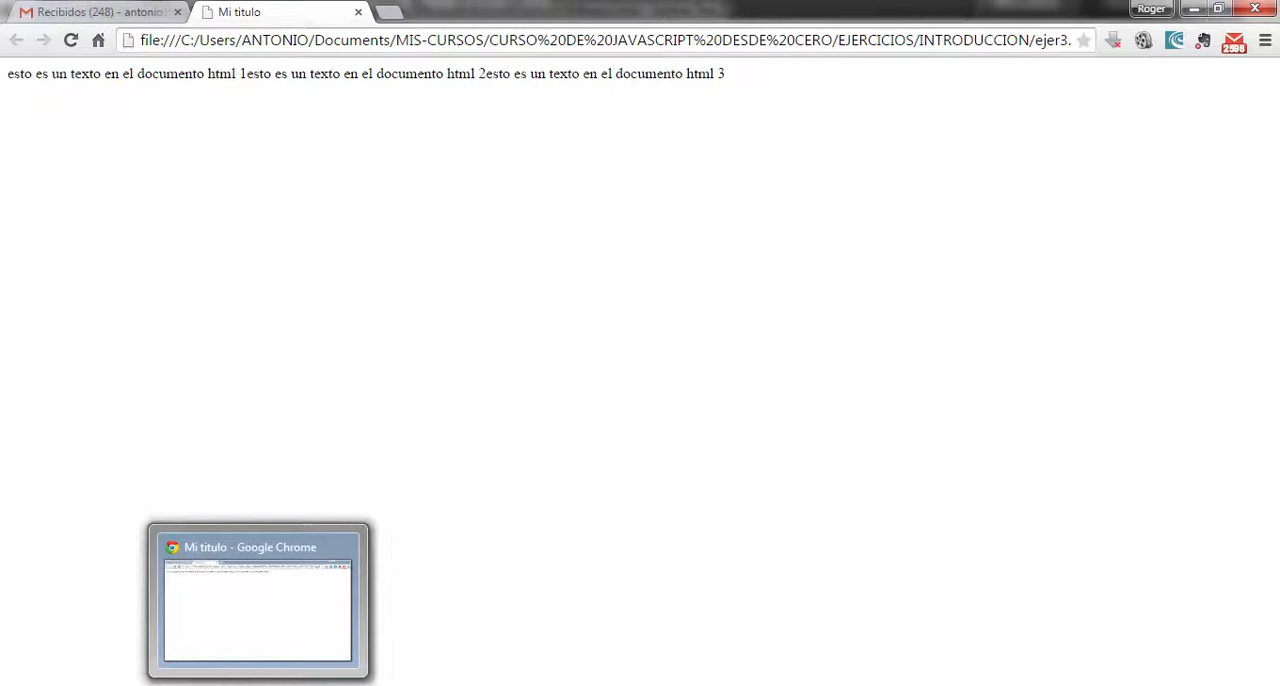 Recibidos (248) - antonio
Mi titulo
Roger
file:///C:/Users/ANTONIO/Documents/MIS-CURSOS/CURSO%20DE%20JAVASCRIPT%20DESDE%20CERO/EJERCICIOS/INTRODUCCION/ejer3.
2598
esto es un texto en el documento html 1esto es un texto en el documento html 2esto es un texto en el documento html 3
Mi titulo - Google Chrome